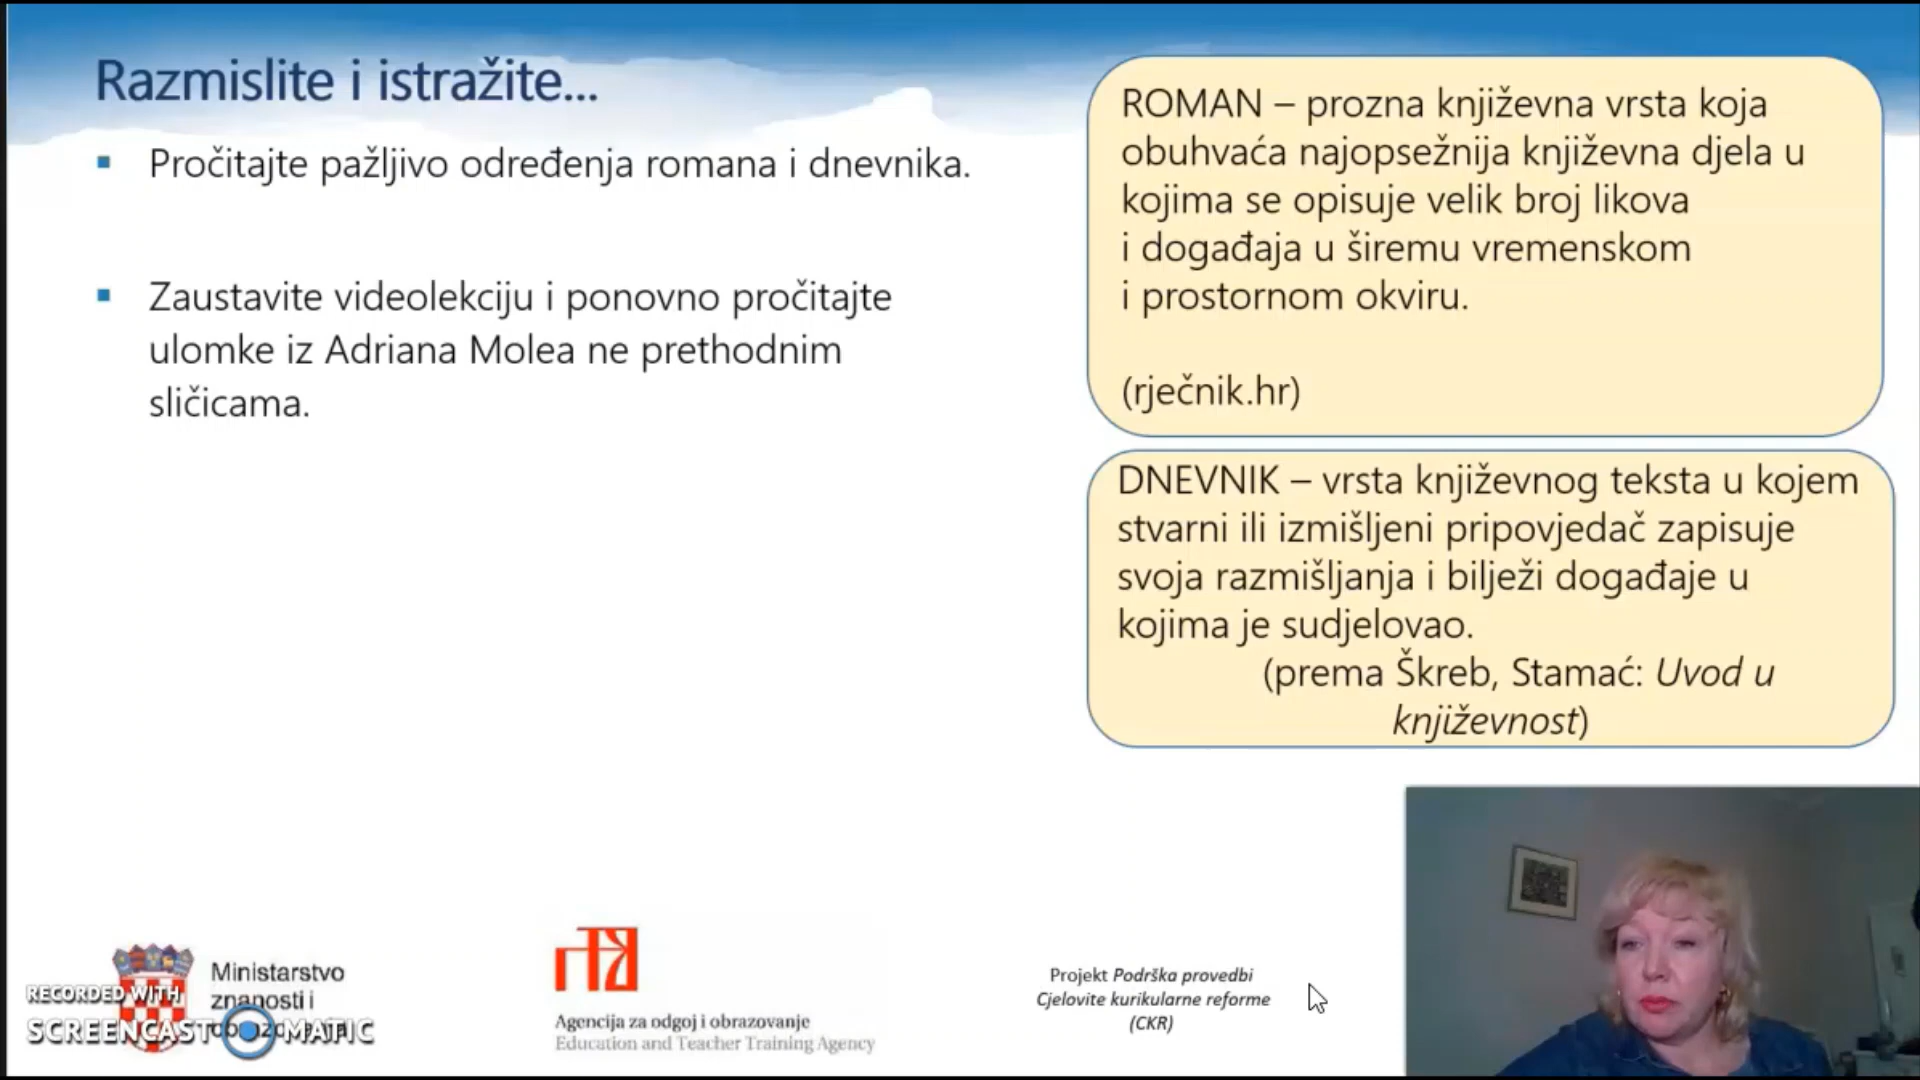 Razmislite i istražite...
Pročitajte pažljivo određenja romana i dnevnika.
Zaustavite videolekciju i ponovno pročitajte
ulomke iz Adriana Molea ne prethodnim
sličicama.
ROMAN – prozna književna vrsta koja
obuhvaća najopsežnija književna djela u
kojima se opisuje velik broj likova
i događaja u širemu vremenskom
i prostornom okviru.
(rječnik.hr)
DNEVNIK – vrsta književnog teksta u kojem
stvarni ili izmišljeni pripovjedač zapisuje
svoja razmišljanja i bilježi događaje u
kojima je sudjelovao.
(prema Škreb, Stamać: Uvod u
književnost)
Ministarstvo
znanosti i
RECORDED WITH
SCREENCAST-O-MATIC
Agencija za odgoj i obrazovanje
Education and Teacher Training Agency
Projekt Podrška provedbi
Cjelovite kurikularne reforme
(CKR)